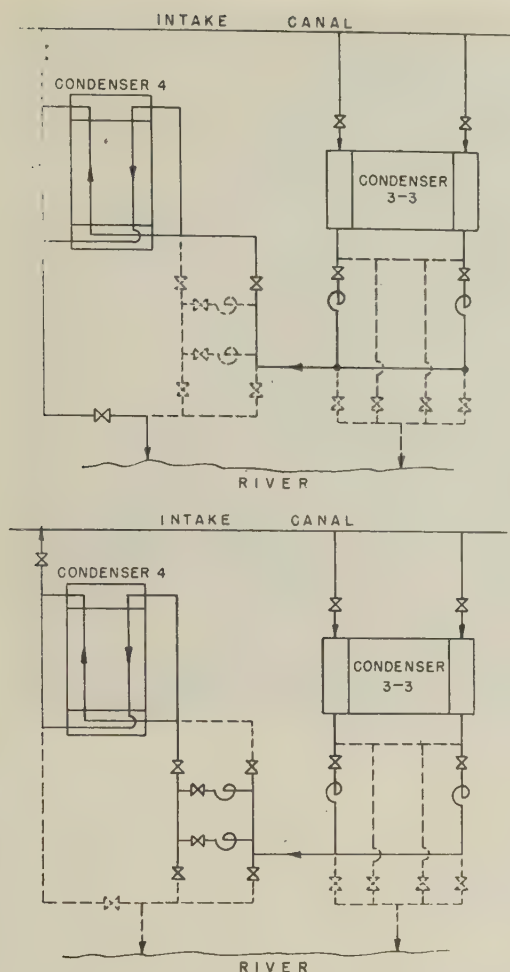 INTAKE CANAL
CONDENSER 4
CONDENSER
3-3
RIVER
INTAKE CANAL
CONDENSER 4
CONDENSER
3-3
RIVER